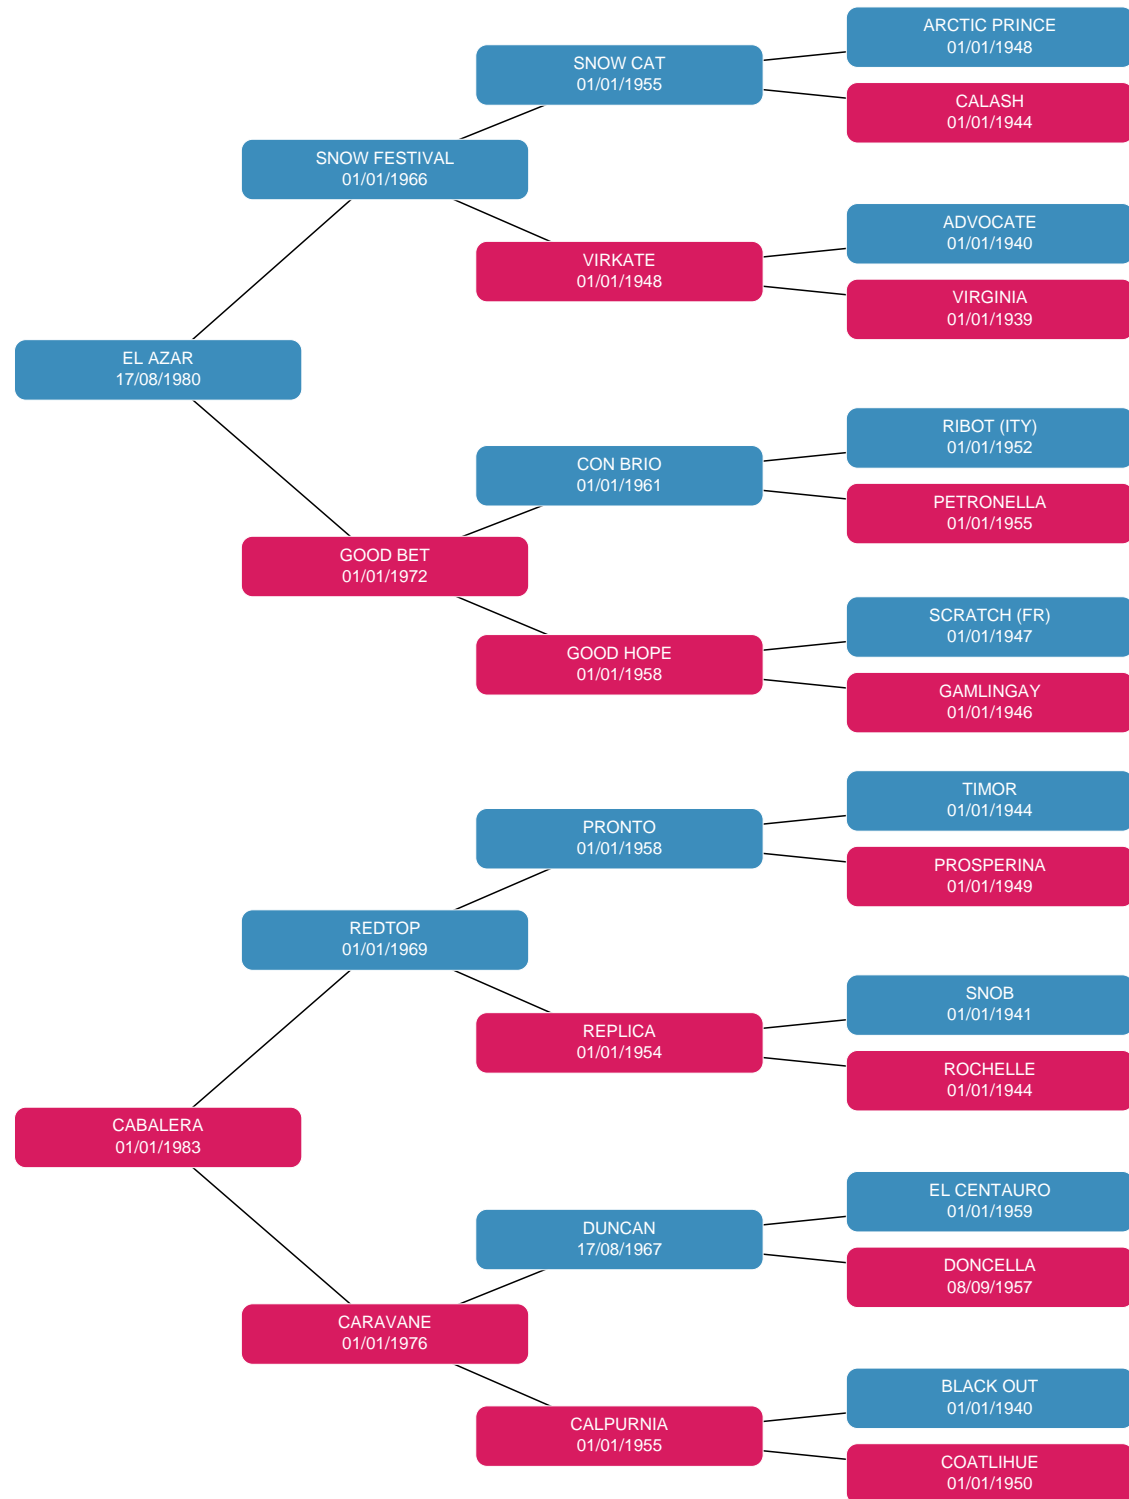 ARCTIC PRINCE
01/01/1948
SNOW CAT
01/01/1955
CALASH
01/01/1944
SNOW FESTIVAL
01/01/1966
ADVOCATE
01/01/1940
VIRKATE
01/01/1948
VIRGINIA
01/01/1939
EL AZAR
17/08/1980
RIBOT (ITY)
01/01/1952
CON BRIO
01/01/1961
PETRONELLA
01/01/1955
GOOD BET
01/01/1972
SCRATCH (FR)
01/01/1947
GOOD HOPE
01/01/1958
GAMLINGAY
01/01/1946
TIMOR
01/01/1944
PRONTO
01/01/1958
PROSPERINA
01/01/1949
REDTOP
01/01/1969
SNOB
01/01/1941
REPLICA
01/01/1954
ROCHELLE
01/01/1944
CABALERA
01/01/1983
EL CENTAURO
01/01/1959
DUNCAN
17/08/1967
DONCELLA
08/09/1957
CARAVANE
01/01/1976
BLACK OUT
01/01/1940
CALPURNIA
01/01/1955
COATLIHUE
01/01/1950